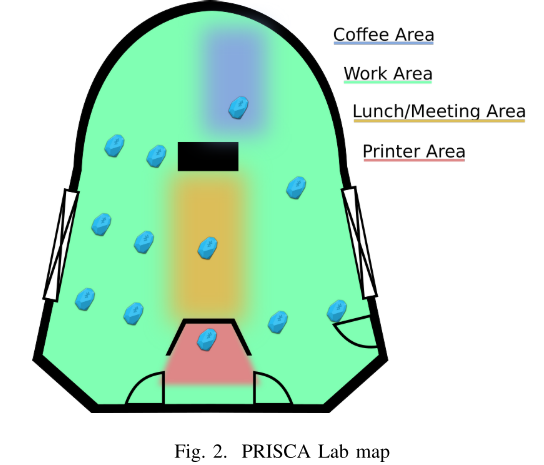 Coffee Area
Work Area
Lunch/Meeting Area
Printer Area
Fig. 2. PRISCA Lab map